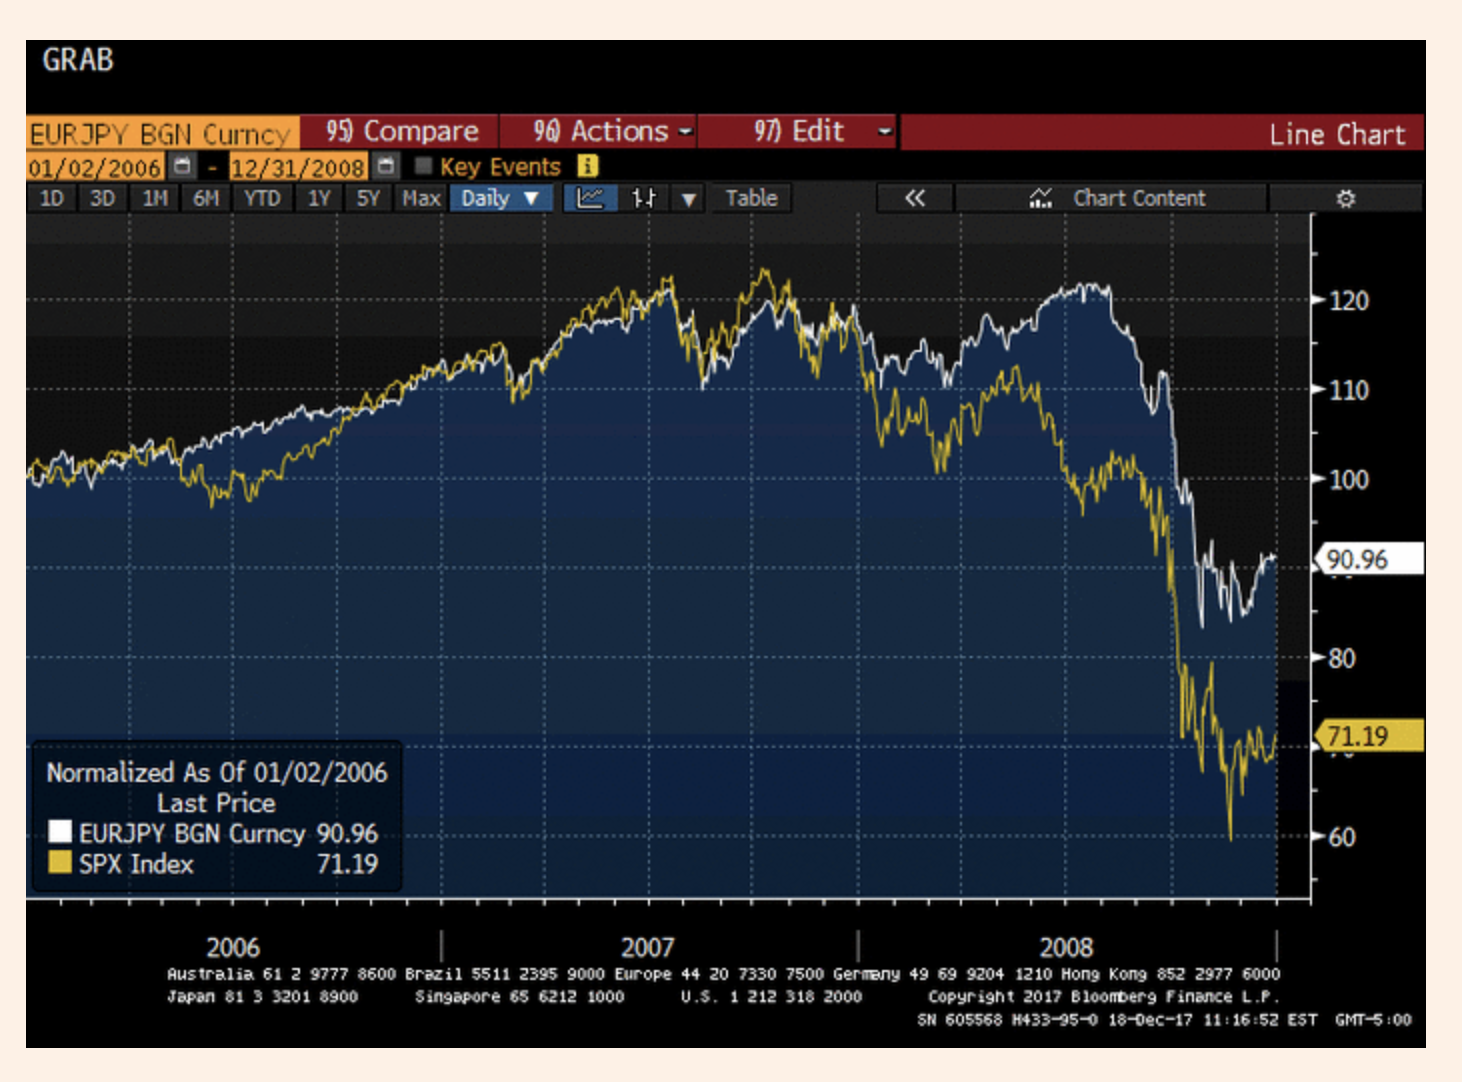 GRAB
EURJPY BGN Curncy 95) Compare 96) Actions 97) Edit Line Chart
01/02/2006 - 12/31/2008 Key Events i
1D 3D 1M 6M YTD 1Y 5Y Max Daily ▼ ▼ Table « Chart Content
120
110
100
90.96
80
71.19
60
Normalized As Of 01/02/2006
Last Price
EURJPY BGN Curncy 90.96
SPX Index 71.19
2006 2007 2008
Australia 61 2 9777 8600 Brazil 5511 2395 9000 Europe 44 20 7330 7500 Germany 49 69 9204 1210 Hong Kong 852 2977 6000
Japan 81 3 3201 8900 Singapore 65 6212 1000 U.S. 1 212 318 2000 Copyright 2017 Bloomberg Finance L.P.
SN 605568 H433-95-0 18-Dec-17 11:16:52 EST GMT-5:00